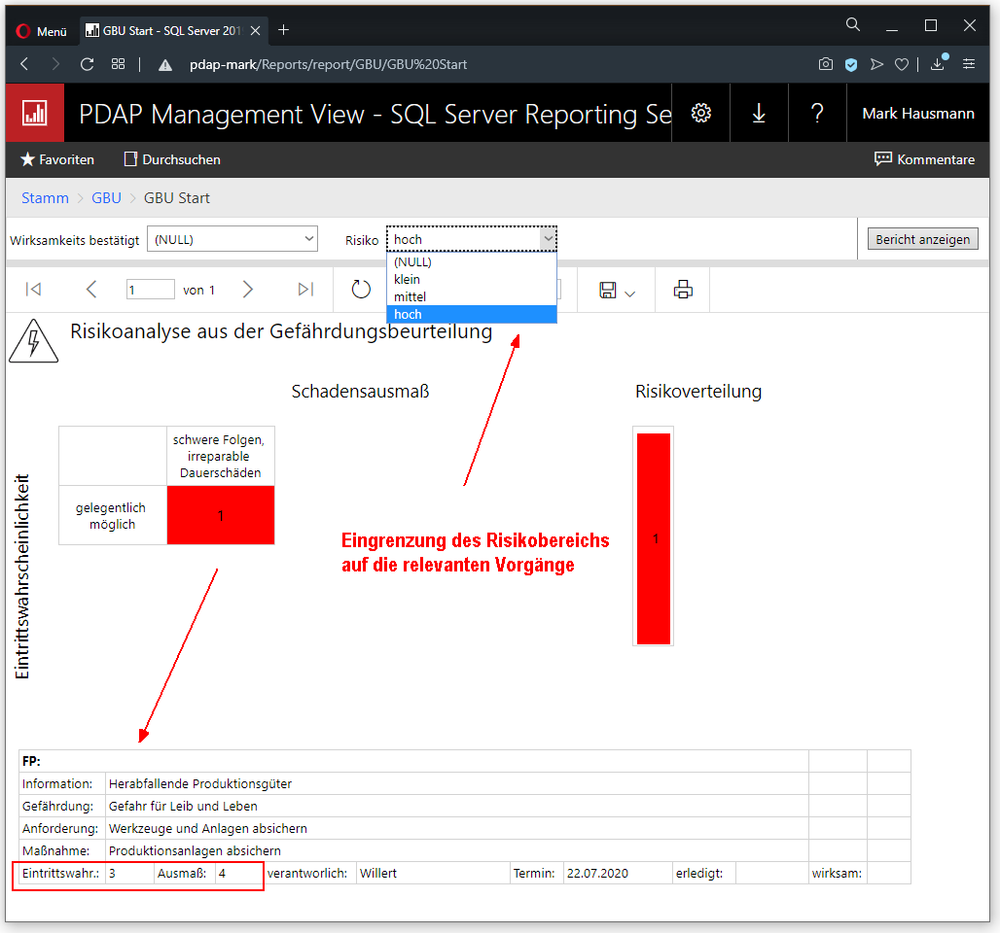 Menü
GBU Start - SQL Server 201
pdap-mark/Reports/report/GBU/GBU%20Start
PDAP Management View - SQL Server Reporting Se
?
Mark Hausmann
Favoriten
Durchsuchen
Kommentare
Stamm > GBU > GBU Start
Wirksamkeits bestätigt (NULL)
Risiko hoch
Bericht anzeigen
(NULL)
klein
mittel
hoch
1 von 1
Risikoanalyse aus der Gefährdungsbeurteilung
Schadensausmaß
Risikoverteilung
Eintrittswahrscheinlichkeit
schwere Folgen,
irreparable
Dauerschäden
gelegentlich
möglich
1
1
Eingrenzung des Risikobereichs
auf die relevanten Vorgänge
FP:
Information: Herabfallende Produktionsgüter
Gefährdung: Gefahr für Leib und Leben
Anforderung: Werkzeuge und Anlagen absichern
Maßnahme: Produktionsanlagen absichern
Eintrittswahr.: 3 Ausmaß: 4 verantworlich: Willert Termin: 22.07.2020 erledigt: wirksam: